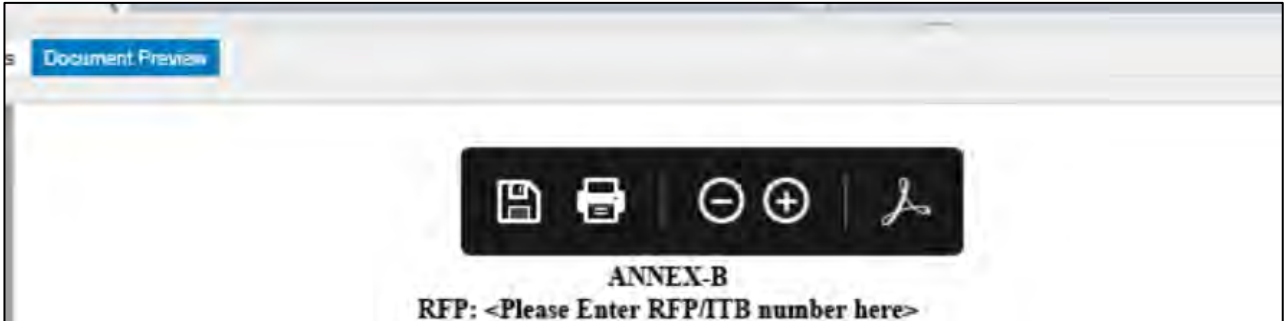 s Document Preview
ANNEX-B
RFP: <Please Enter RFP/ITB number here>